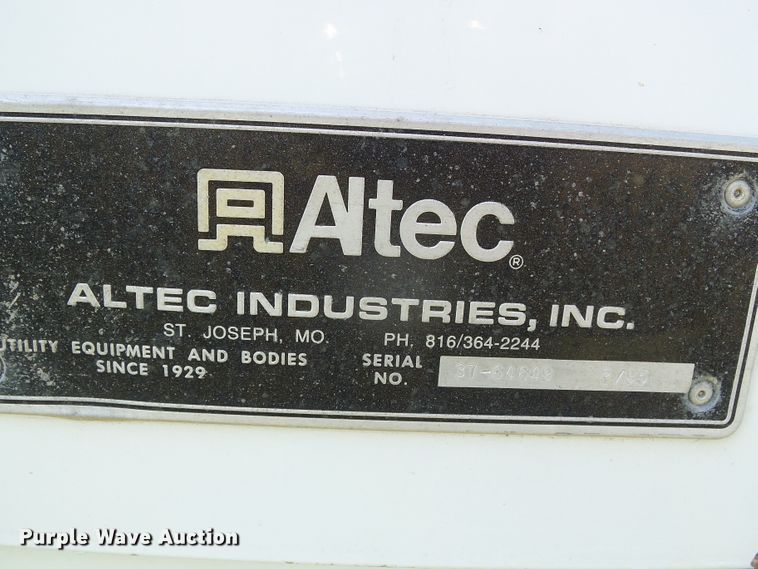 Altec®
ALTEC INDUSTRIES, INC.
ST. JOSEPH, MO. PH. 816/364-2244
UTILITY EQUIPMENT AND BODIES
SINCE 1929
SERIAL
NO.
Purple Wave Auction